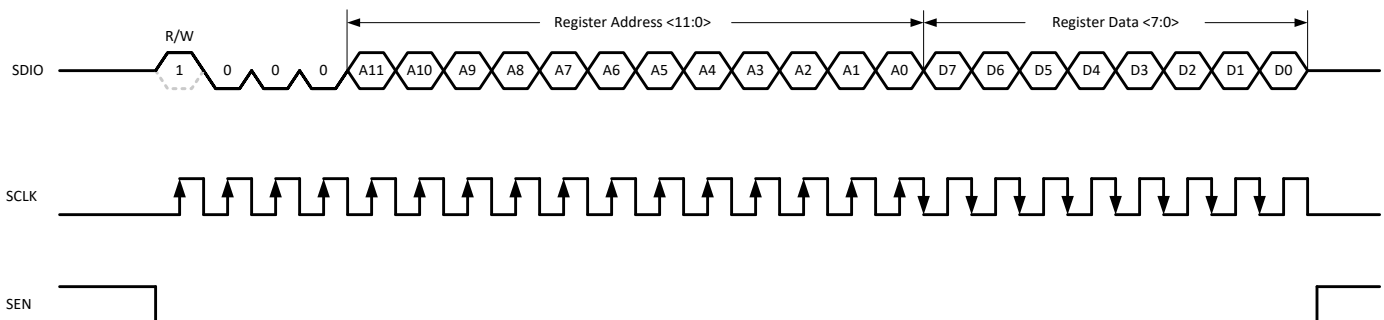 Register Address <11:0> Register Data <7:0>
R/W
SDIO 1 0 0 0 A11 A10 A9 A8 A7 A6 A5 A4 A3 A2 A1 A0 D7 D6 D5 D4 D3 D2 D1 D0
SCLK
SEN